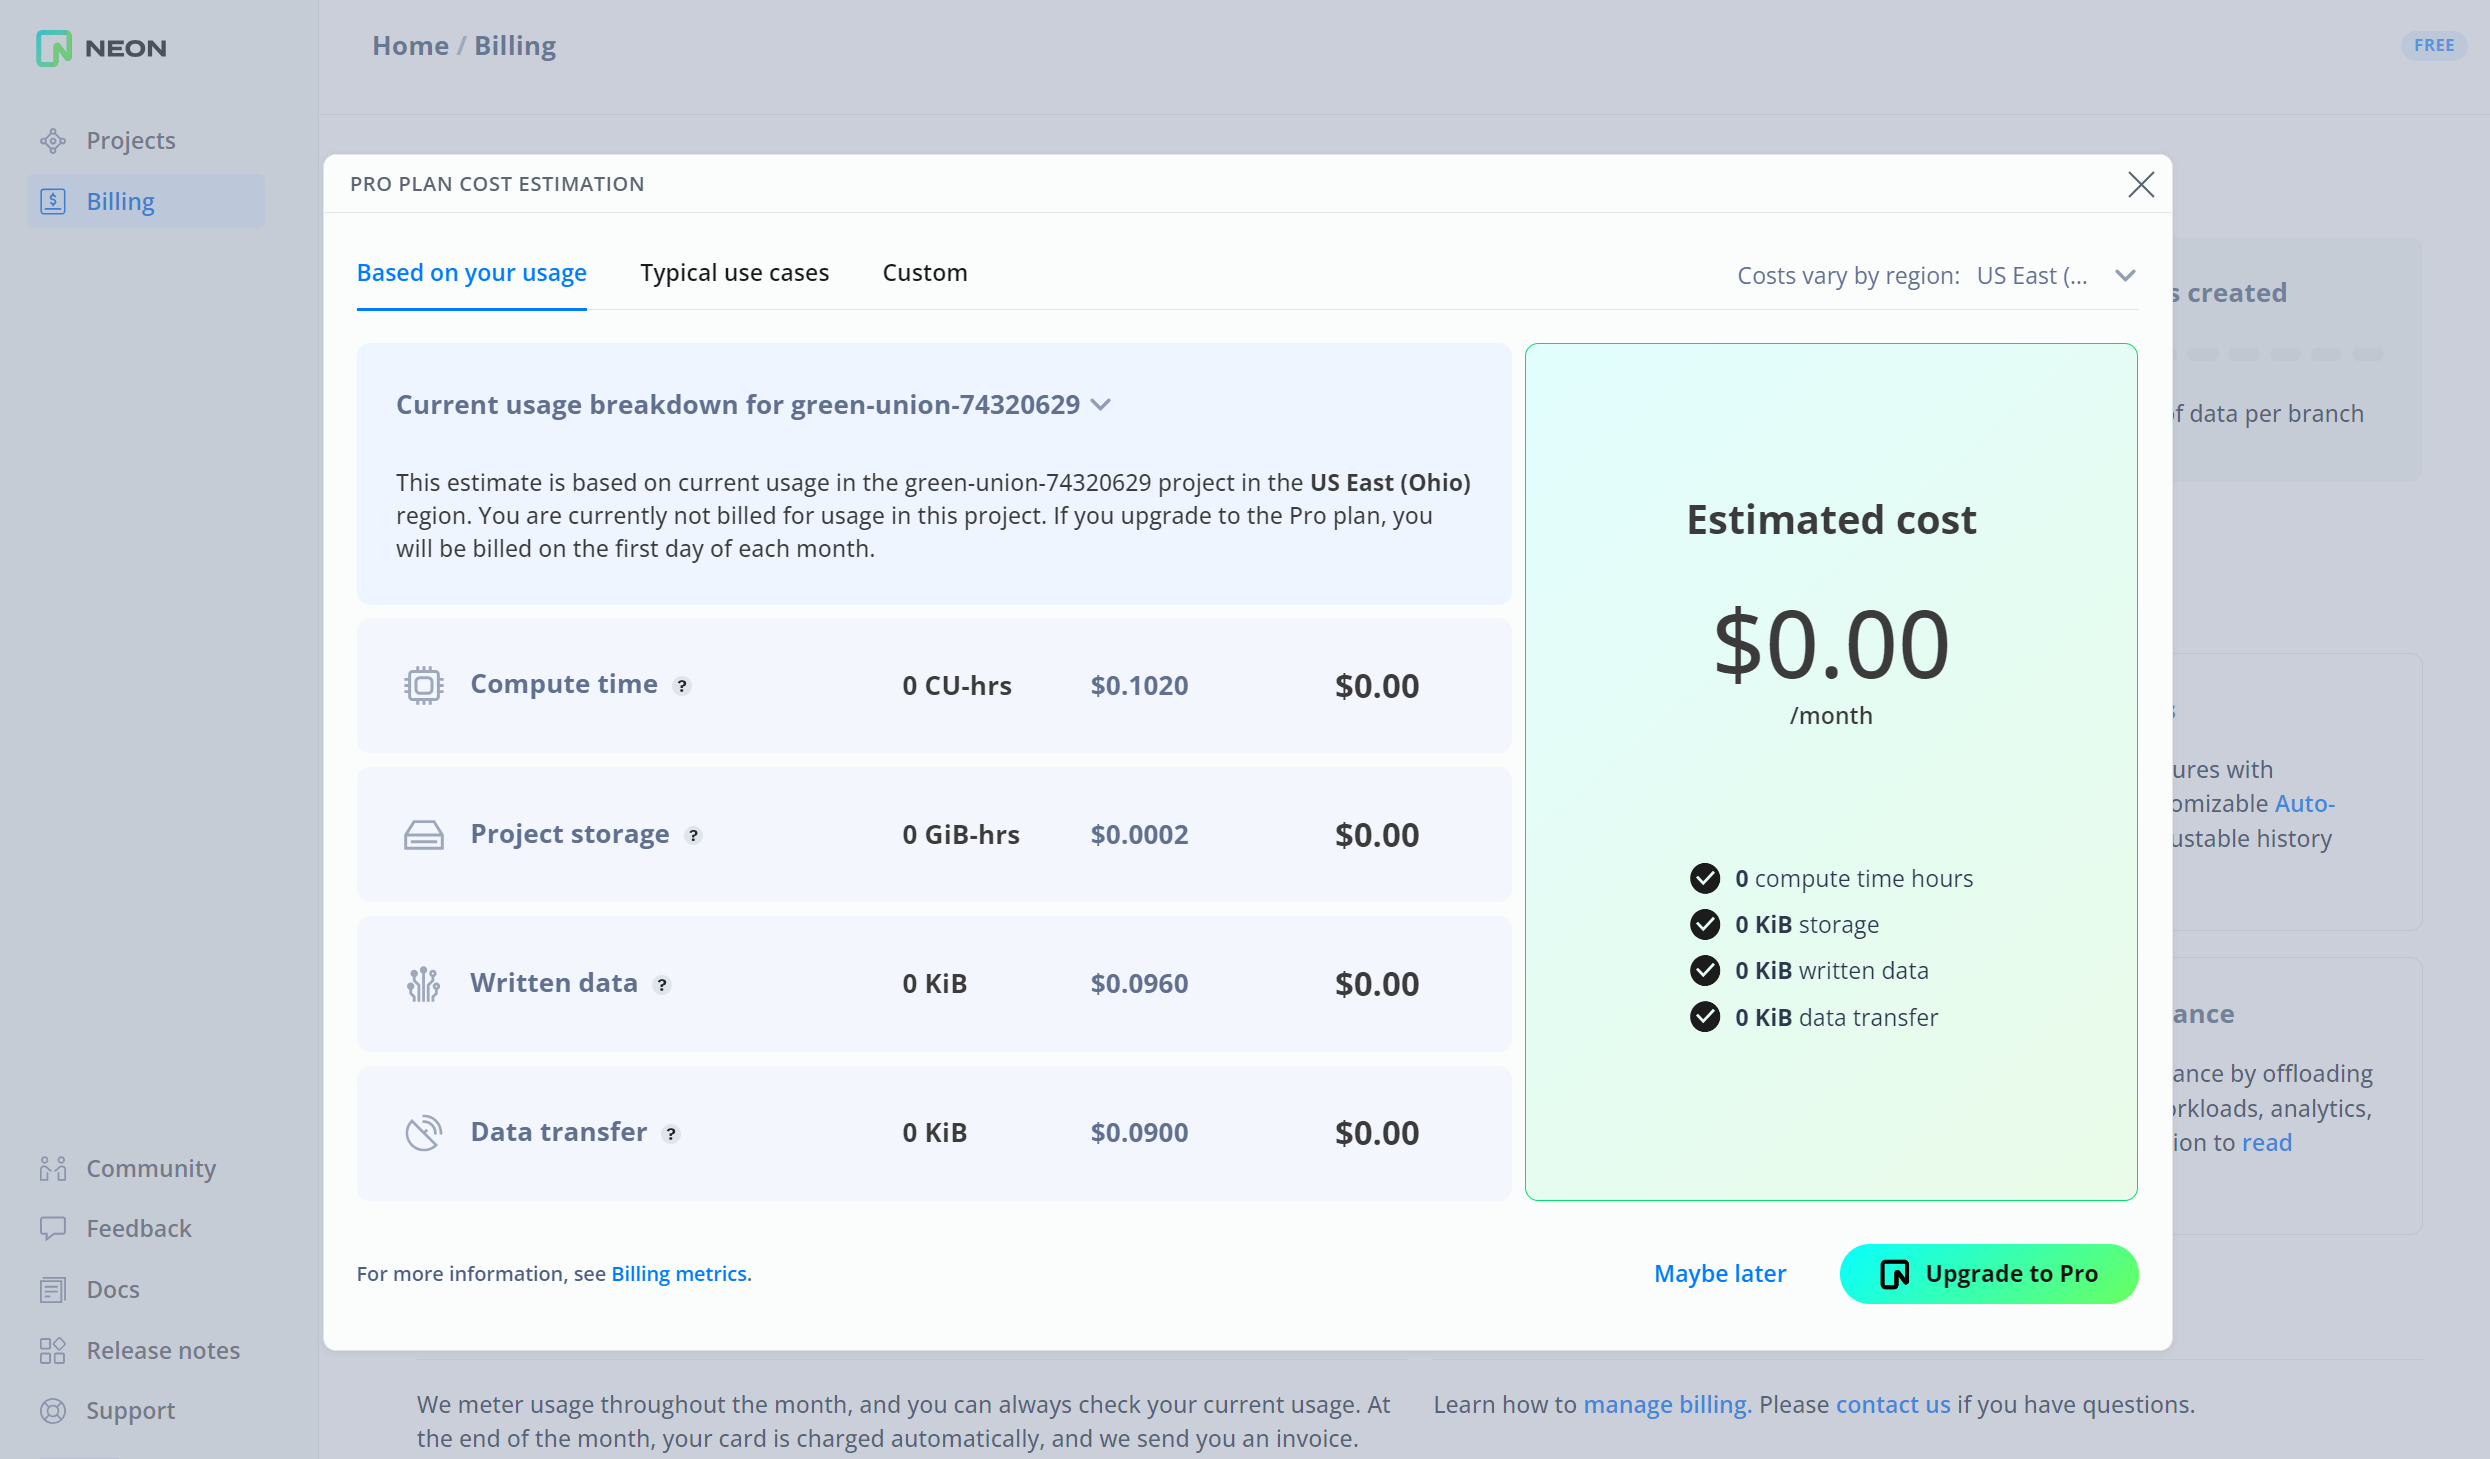 NEON
Home / Billing
FREE
Projects
Billing
PRO PLAN COST ESTIMATION
Based on your usage
Typical use cases
Custom
Costs vary by region: US East (...
created
Current usage breakdown for green-union-74320629
of data per branch
This estimate is based on current usage in the green-union-74320629 project in the US East (Ohio)
region. You are currently not billed for usage in this project. If you upgrade to the Pro plan, you
will be billed on the first day of each month.
Estimated cost
$0.00
/month
Compute time ? 0 CU-hrs $0.1020 $0.00
ures with
omizable Auto-
ustable history
Project storage ? 0 GiB-hrs $0.0002 $0.00
0 compute time hours
0 KiB storage
0 KiB written data
0 KiB data transfer
Written data ? 0 KiB $0.0960 $0.00
ance
ance by offloading
orkloads, analytics,
ion to read
Data transfer ? 0 KiB $0.0900 $0.00
For more information, see Billing metrics.
Maybe later
Upgrade to Pro
Community
Feedback
Docs
Release notes
Support
We meter usage throughout the month, and you can always check your current usage. At
the end of the month, your card is charged automatically, and we send you an invoice.
Learn how to manage billing. Please contact us if you have questions.